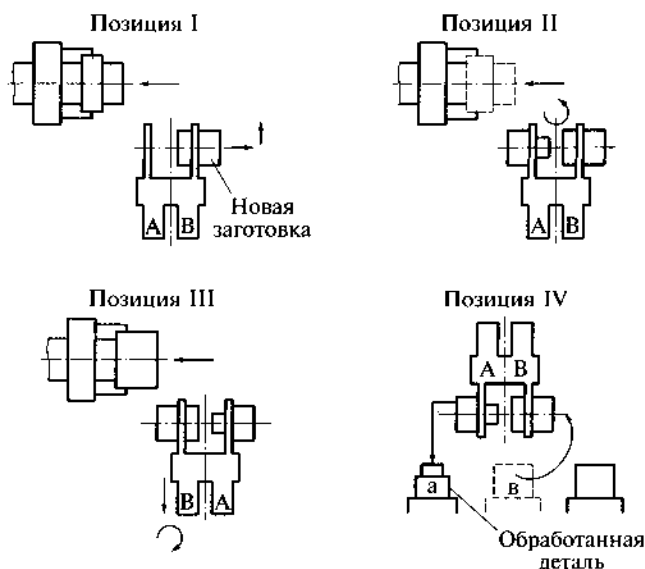 Позиция I
Позиция II
A B
Новая
заготовка
A B
Позиция III
Позиция IV
B A
A B
а
в
Обработанная
деталь